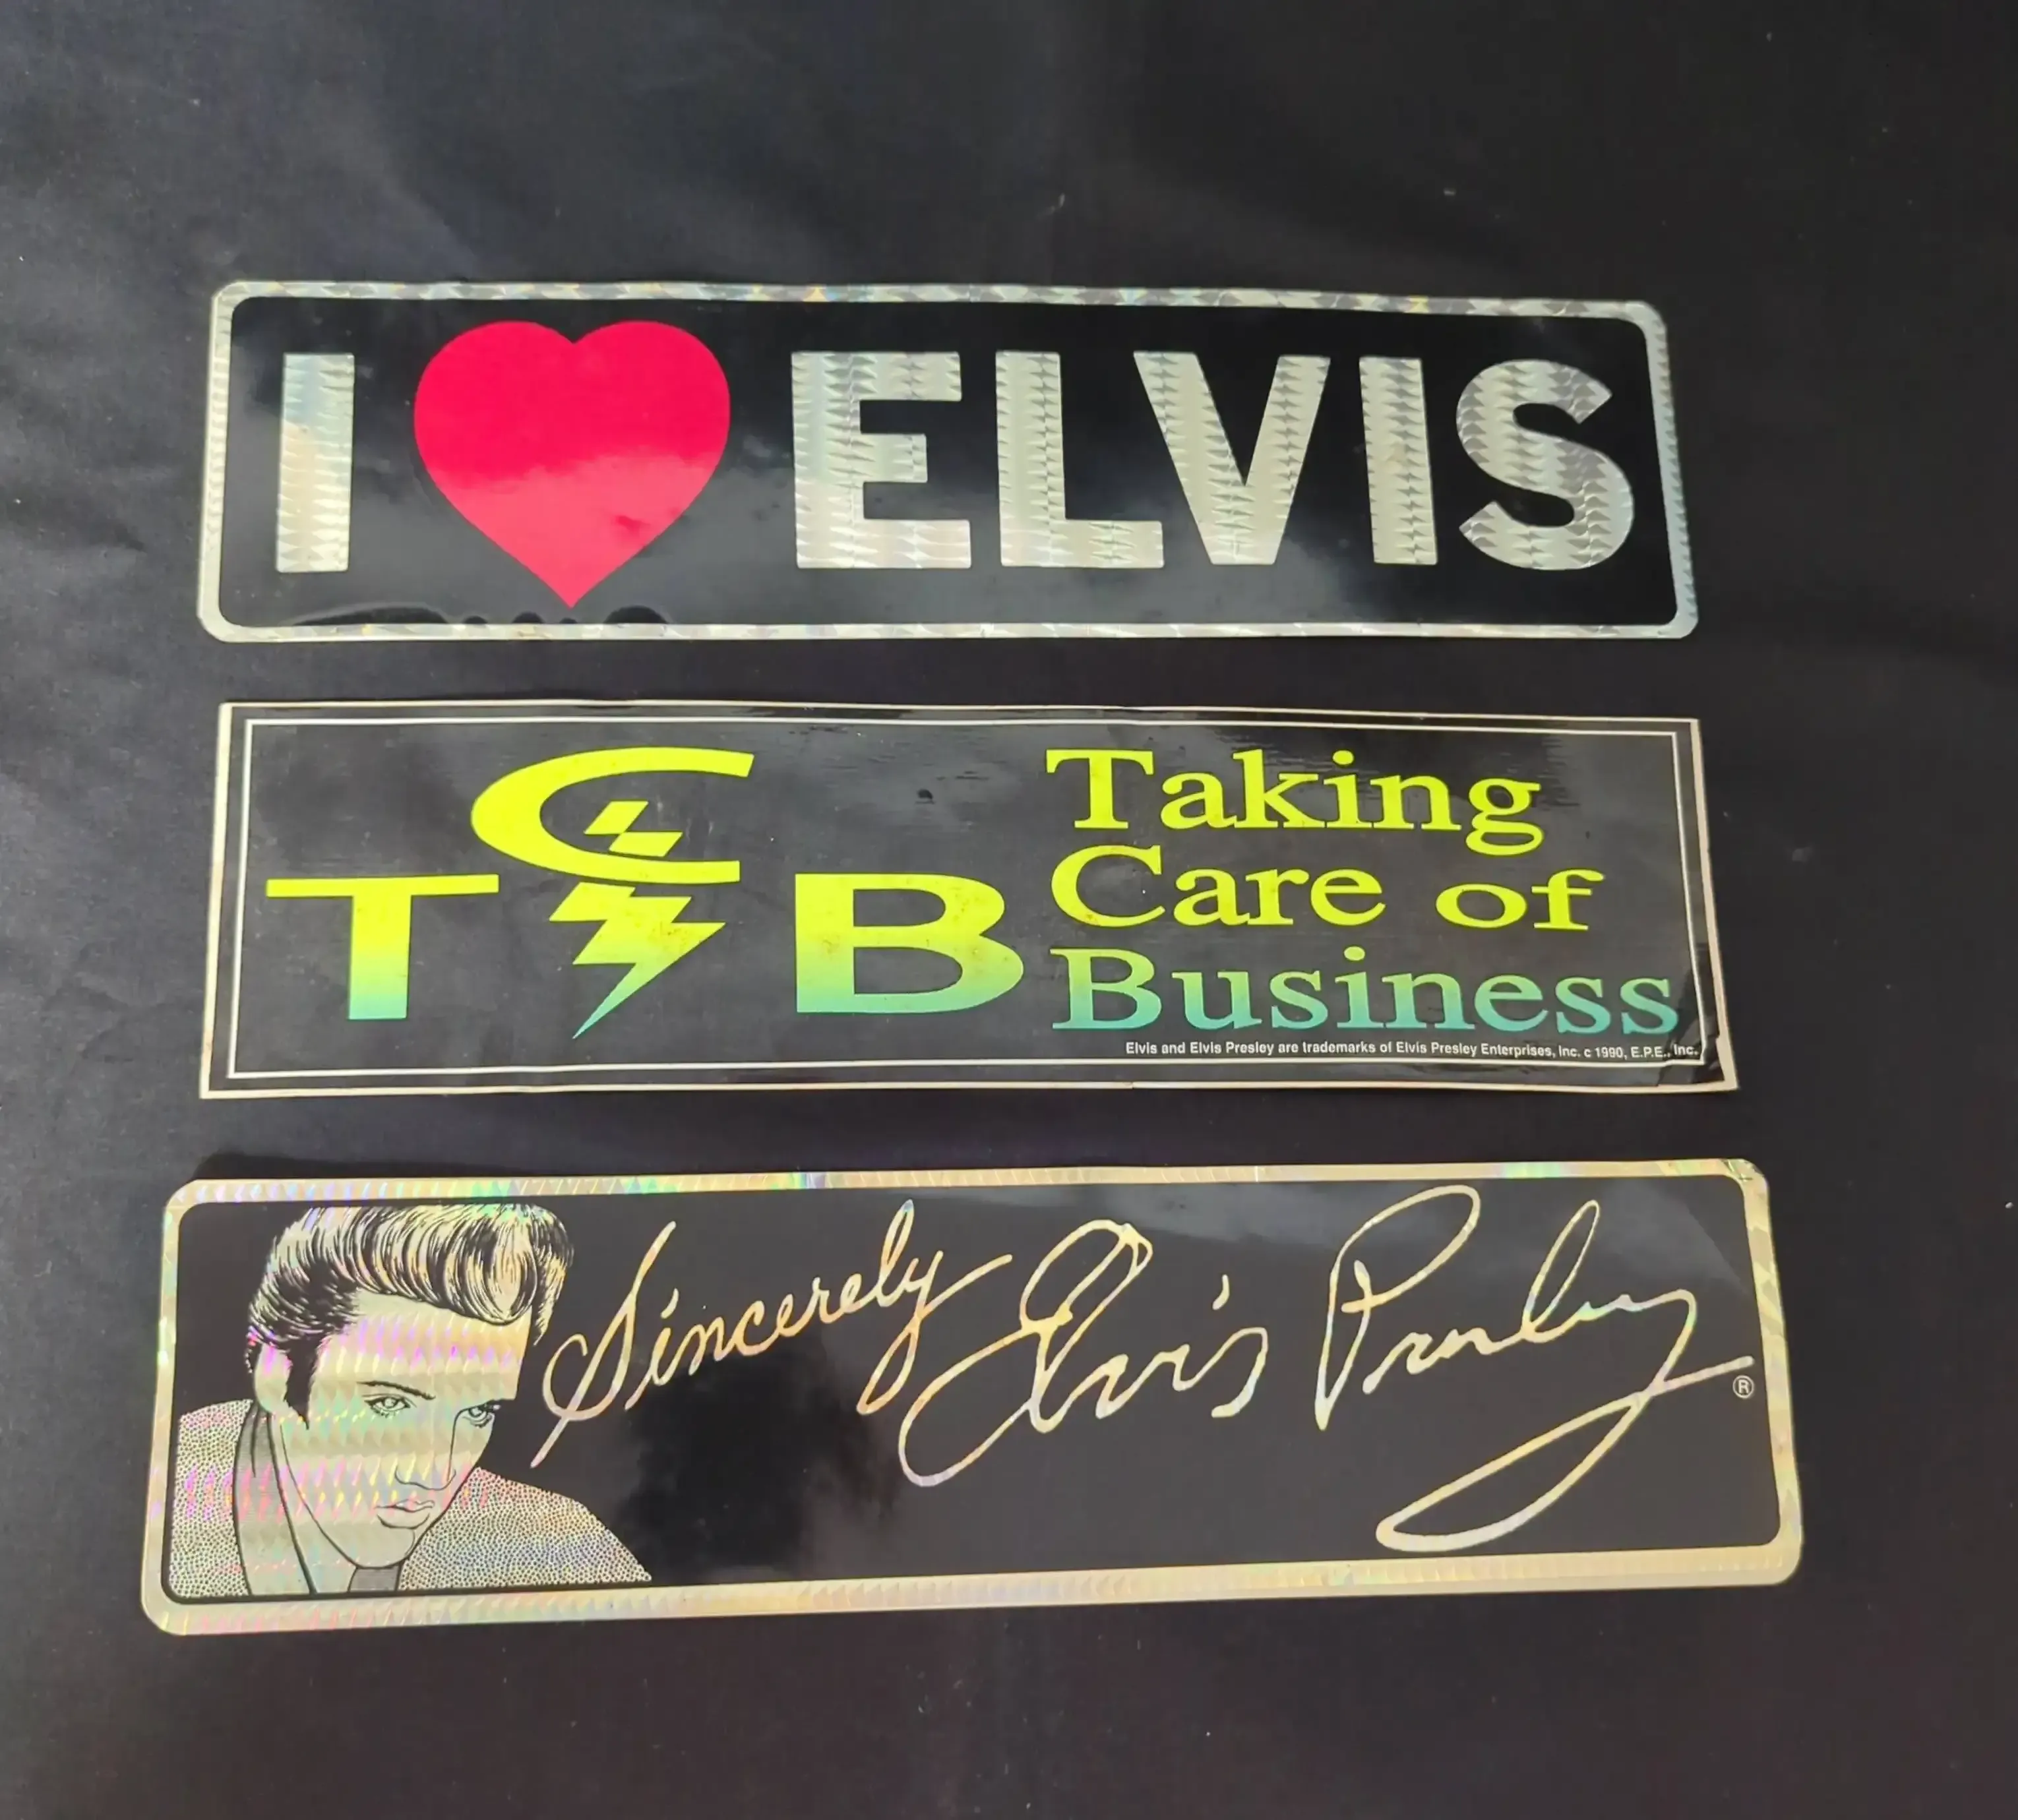 I ELVIS
TCB
Taking
Care of
Business
Elvis and Elvis Presley are trademarks of Elvis Presley Enterprises, Inc. c 1990, E.P.E., Inc.
Sincerely Elvis Presley ®